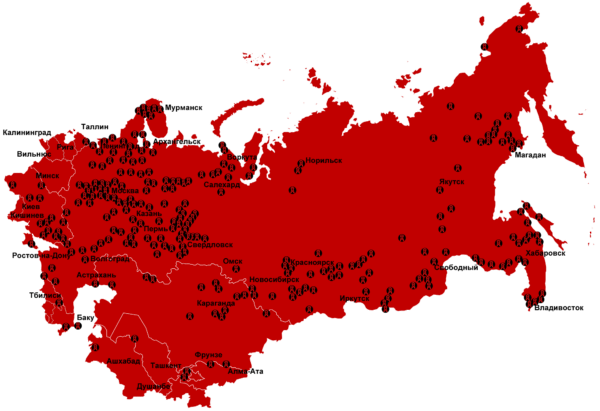 Мурманск
Таллин
Калининград
Рига
Архангельск
Вильнюс
Воркута
Норильск
Магадан
Минск
Салехард
Якутск
Москва
Киев
Кишинев
Казань
Пермь
Свердловск
Ростов-на-Дону
Волгоград
Омск
Красноярск
Хабаровск
Свободный
Астрахань
Новосибирск
Иркутск
Тбилиси
Караганда
Владивосток
Баку
Фрунзе
Ашхабад
Ташкент
Алма-Ата
Душанбе